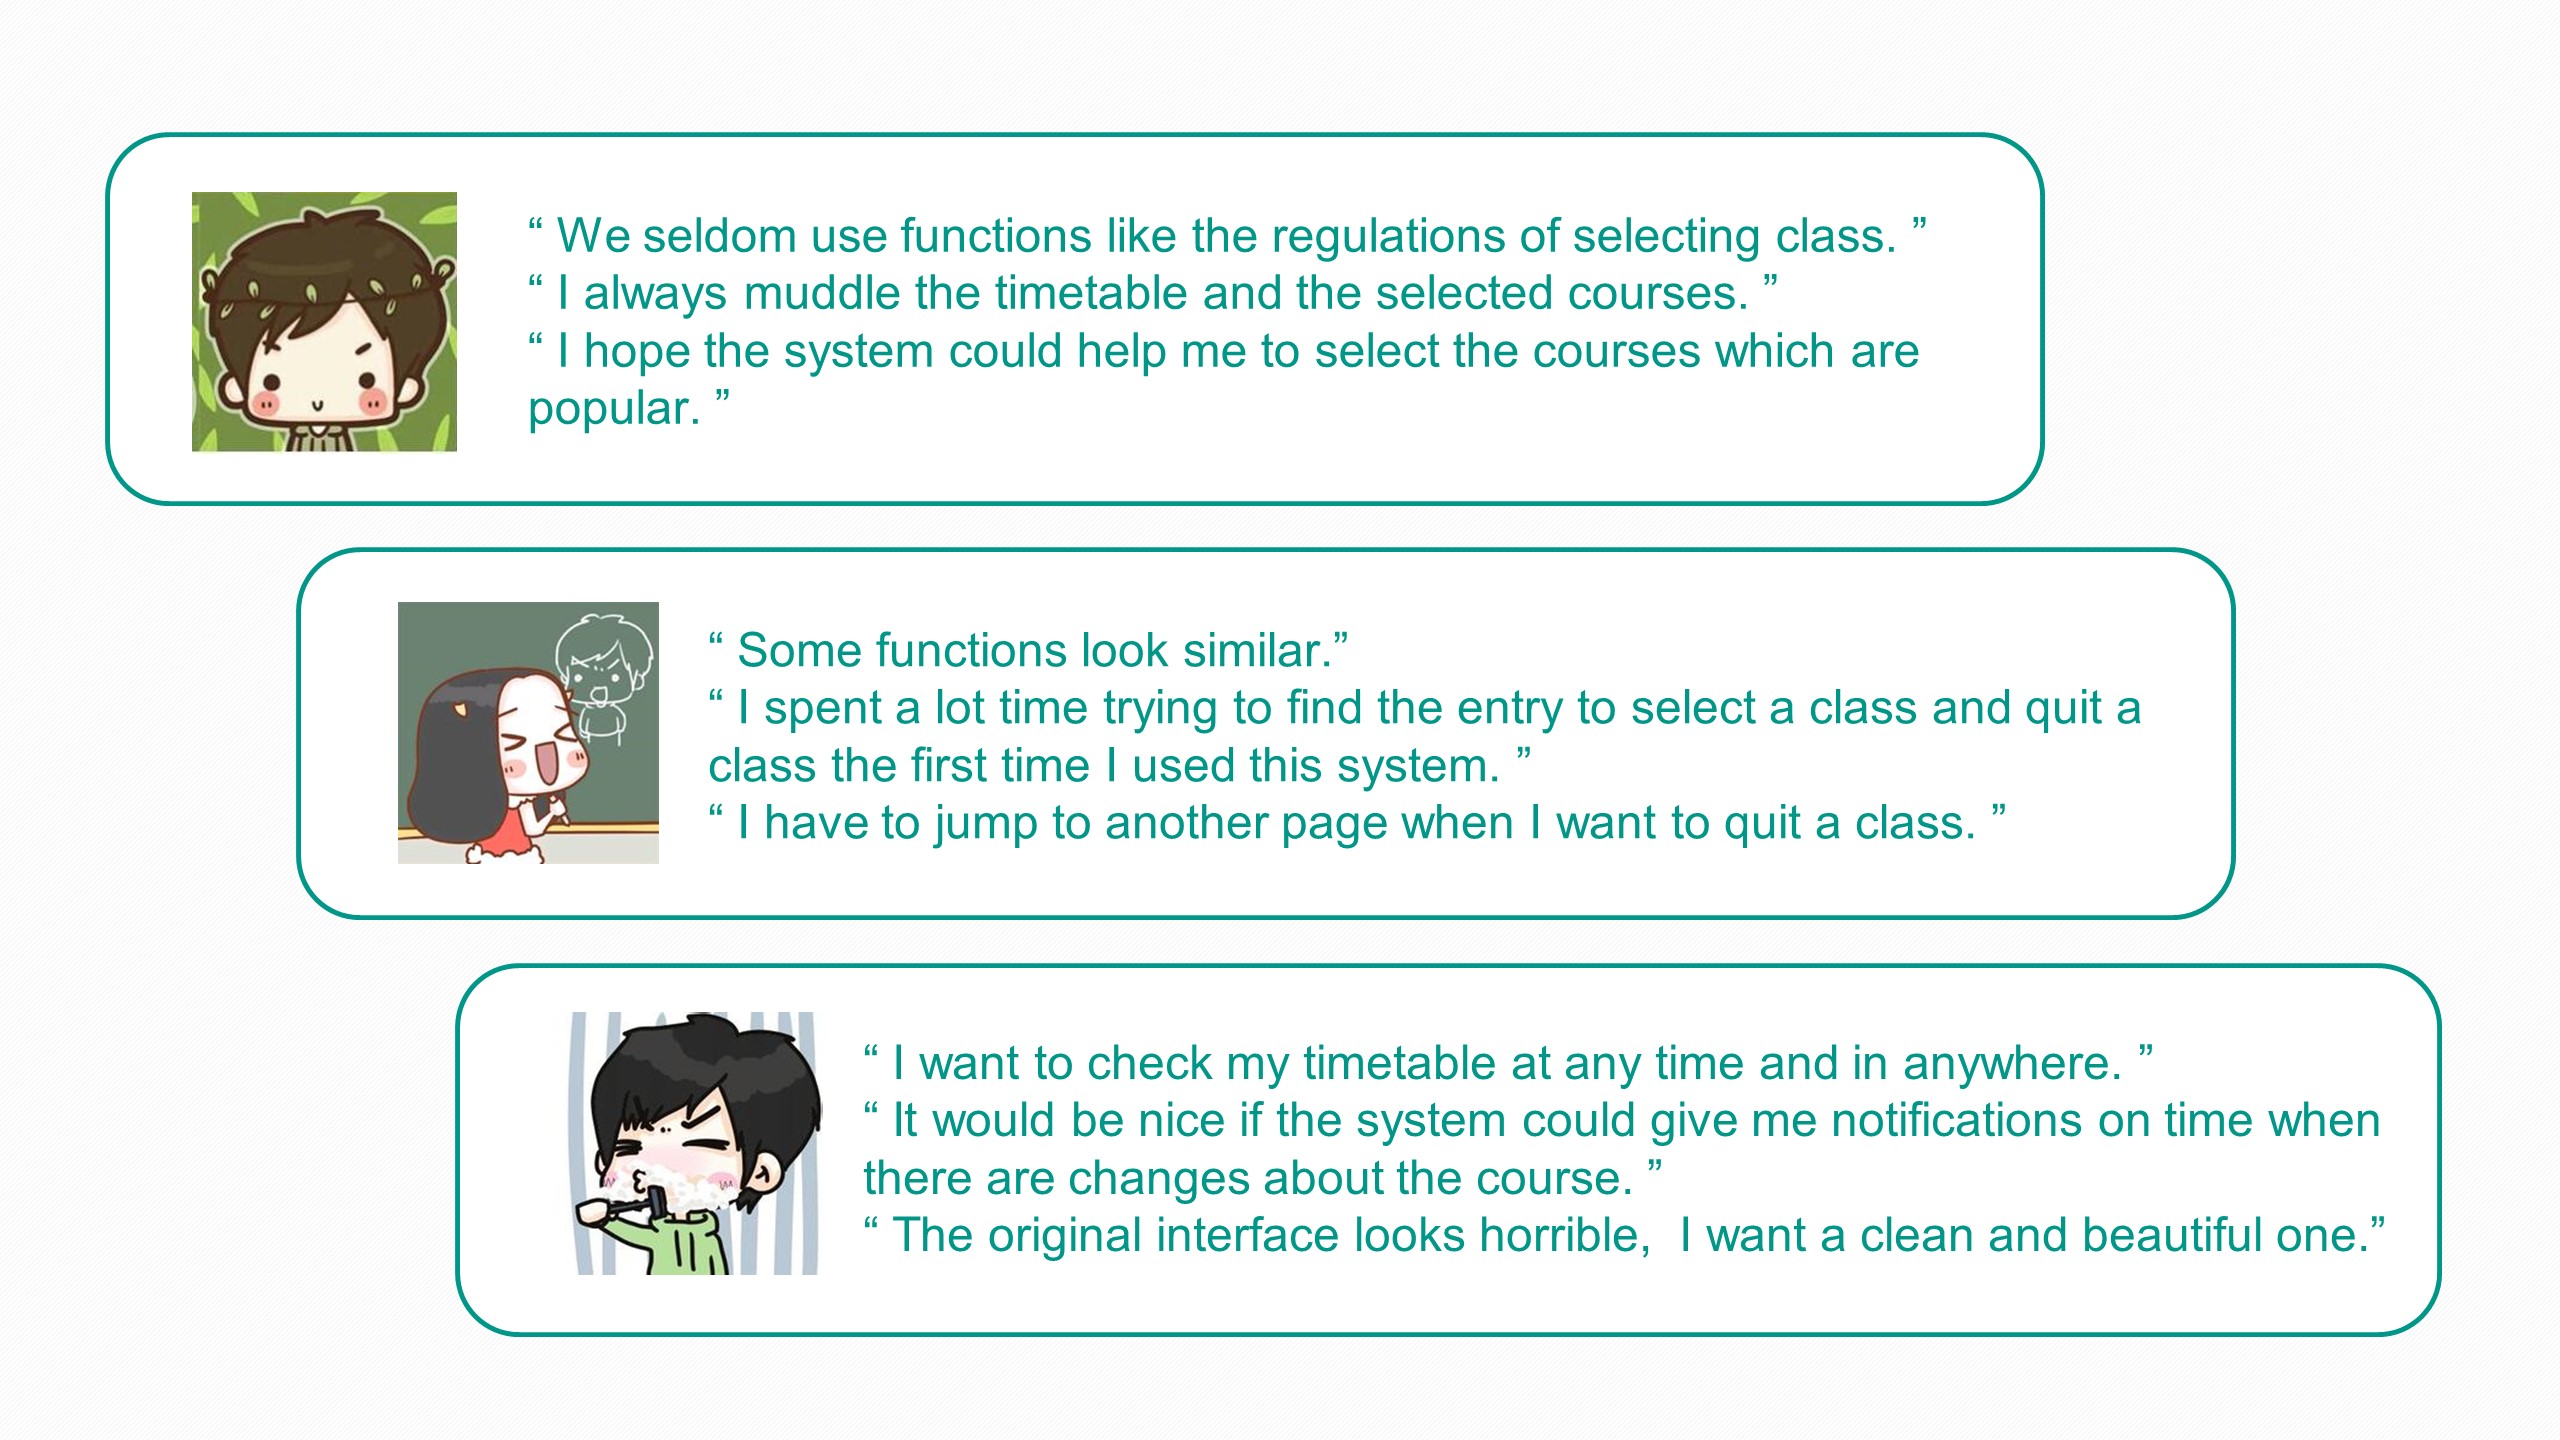 “ We seldom use functions like the regulations of selecting class. ”
“ I always muddle the timetable and the selected courses. ”
“ I hope the system could help me to select the courses which are
popular. ”
“ Some functions look similar.”
“ I spent a lot time trying to find the entry to select a class and quit a
class the first time I used this system. ”
“ I have to jump to another page when I want to quit a class. ”
“ I want to check my timetable at any time and in anywhere. ”
“ It would be nice if the system could give me notifications on time when
there are changes about the course. ”
“ The original interface looks horrible,  I want a clean and beautiful one.”